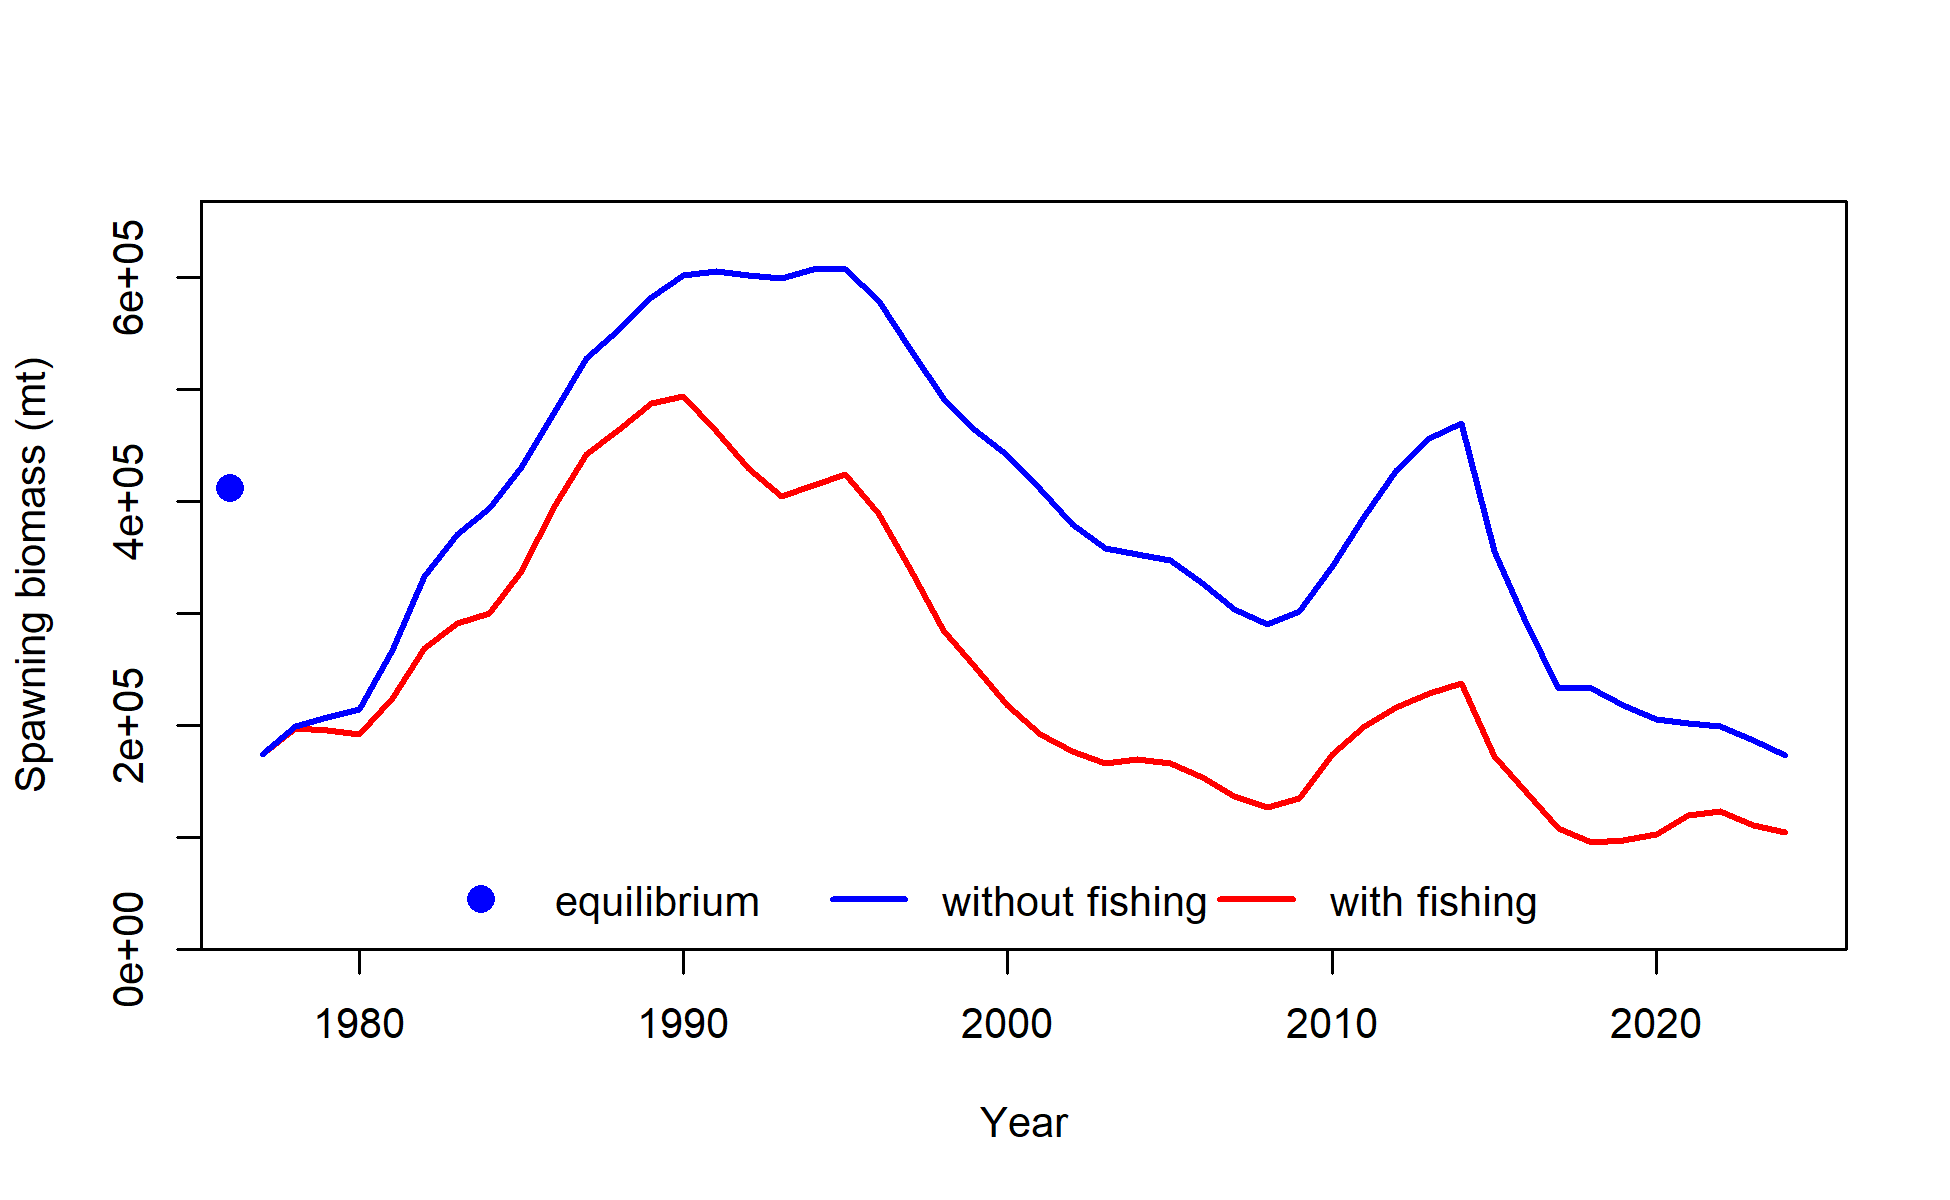 Spawning biomass (mt)
6e+05
4e+05
2e+05
0e+00
equilibrium without fishing with fishing
1980 1990 2000 2010 2020
Year